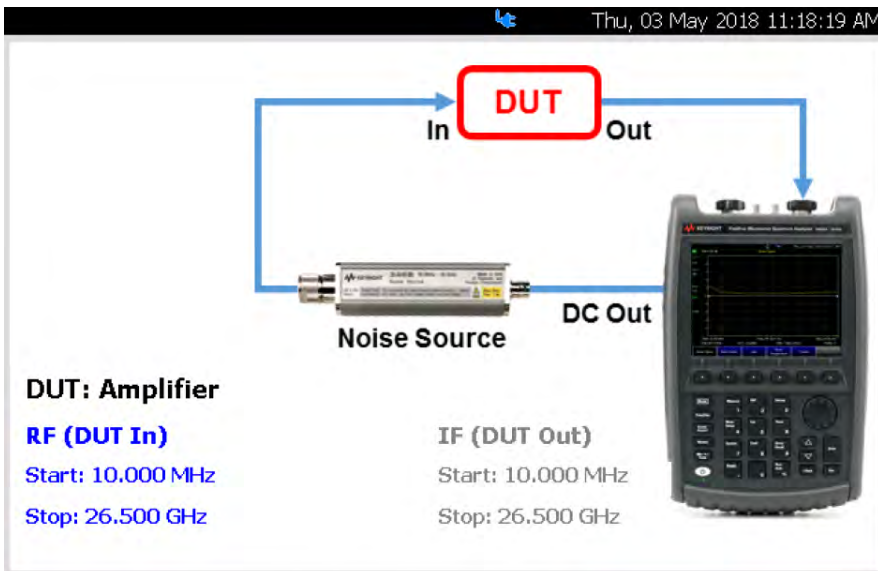 Thu, 03 May 2018 11:18:19 AM
DUT
In
Out
KEYSIGHT
KEYSIGHT
DC Out
Noise Source
DUT: Amplifier
RF (DUT In)
IF (DUT Out)
Start: 10.000 MHz
Start: 10.000 MHz
Stop: 26.500 GHz
Stop: 26.500 GHz